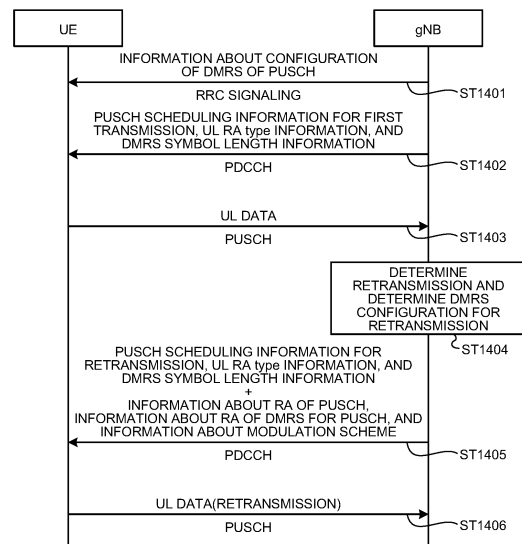 UE
gNB
INFORMATION ABOUT CONFIGURATION
OF DMRS OF PUSCH
RRC SIGNALING
ST1401
PUSCH SCHEDULING INFORMATION FOR FIRST
TRANSMISSION, UL RA type INFORMATION, AND
DMRS SYMBOL LENGTH INFORMATION
PDCCH
ST1402
UL DATA
PUSCH
ST1403
DETERMINE
RETRANSMISSION AND
DETERMINE DMRS
CONFIGURATION FOR
RETRANSMISSION
ST1404
PUSCH SCHEDULING INFORMATION FOR
RETRANSMISSION, UL RA type INFORMATION, AND
DMRS SYMBOL LENGTH INFORMATION
+
INFORMATION ABOUT RA OF PUSCH,
INFORMATION ABOUT RA OF DMRS FOR PUSCH, AND
INFORMATION ABOUT MODULATION SCHEME
PDCCH
ST1405
UL DATA(RETRANSMISSION)
PUSCH
ST1406